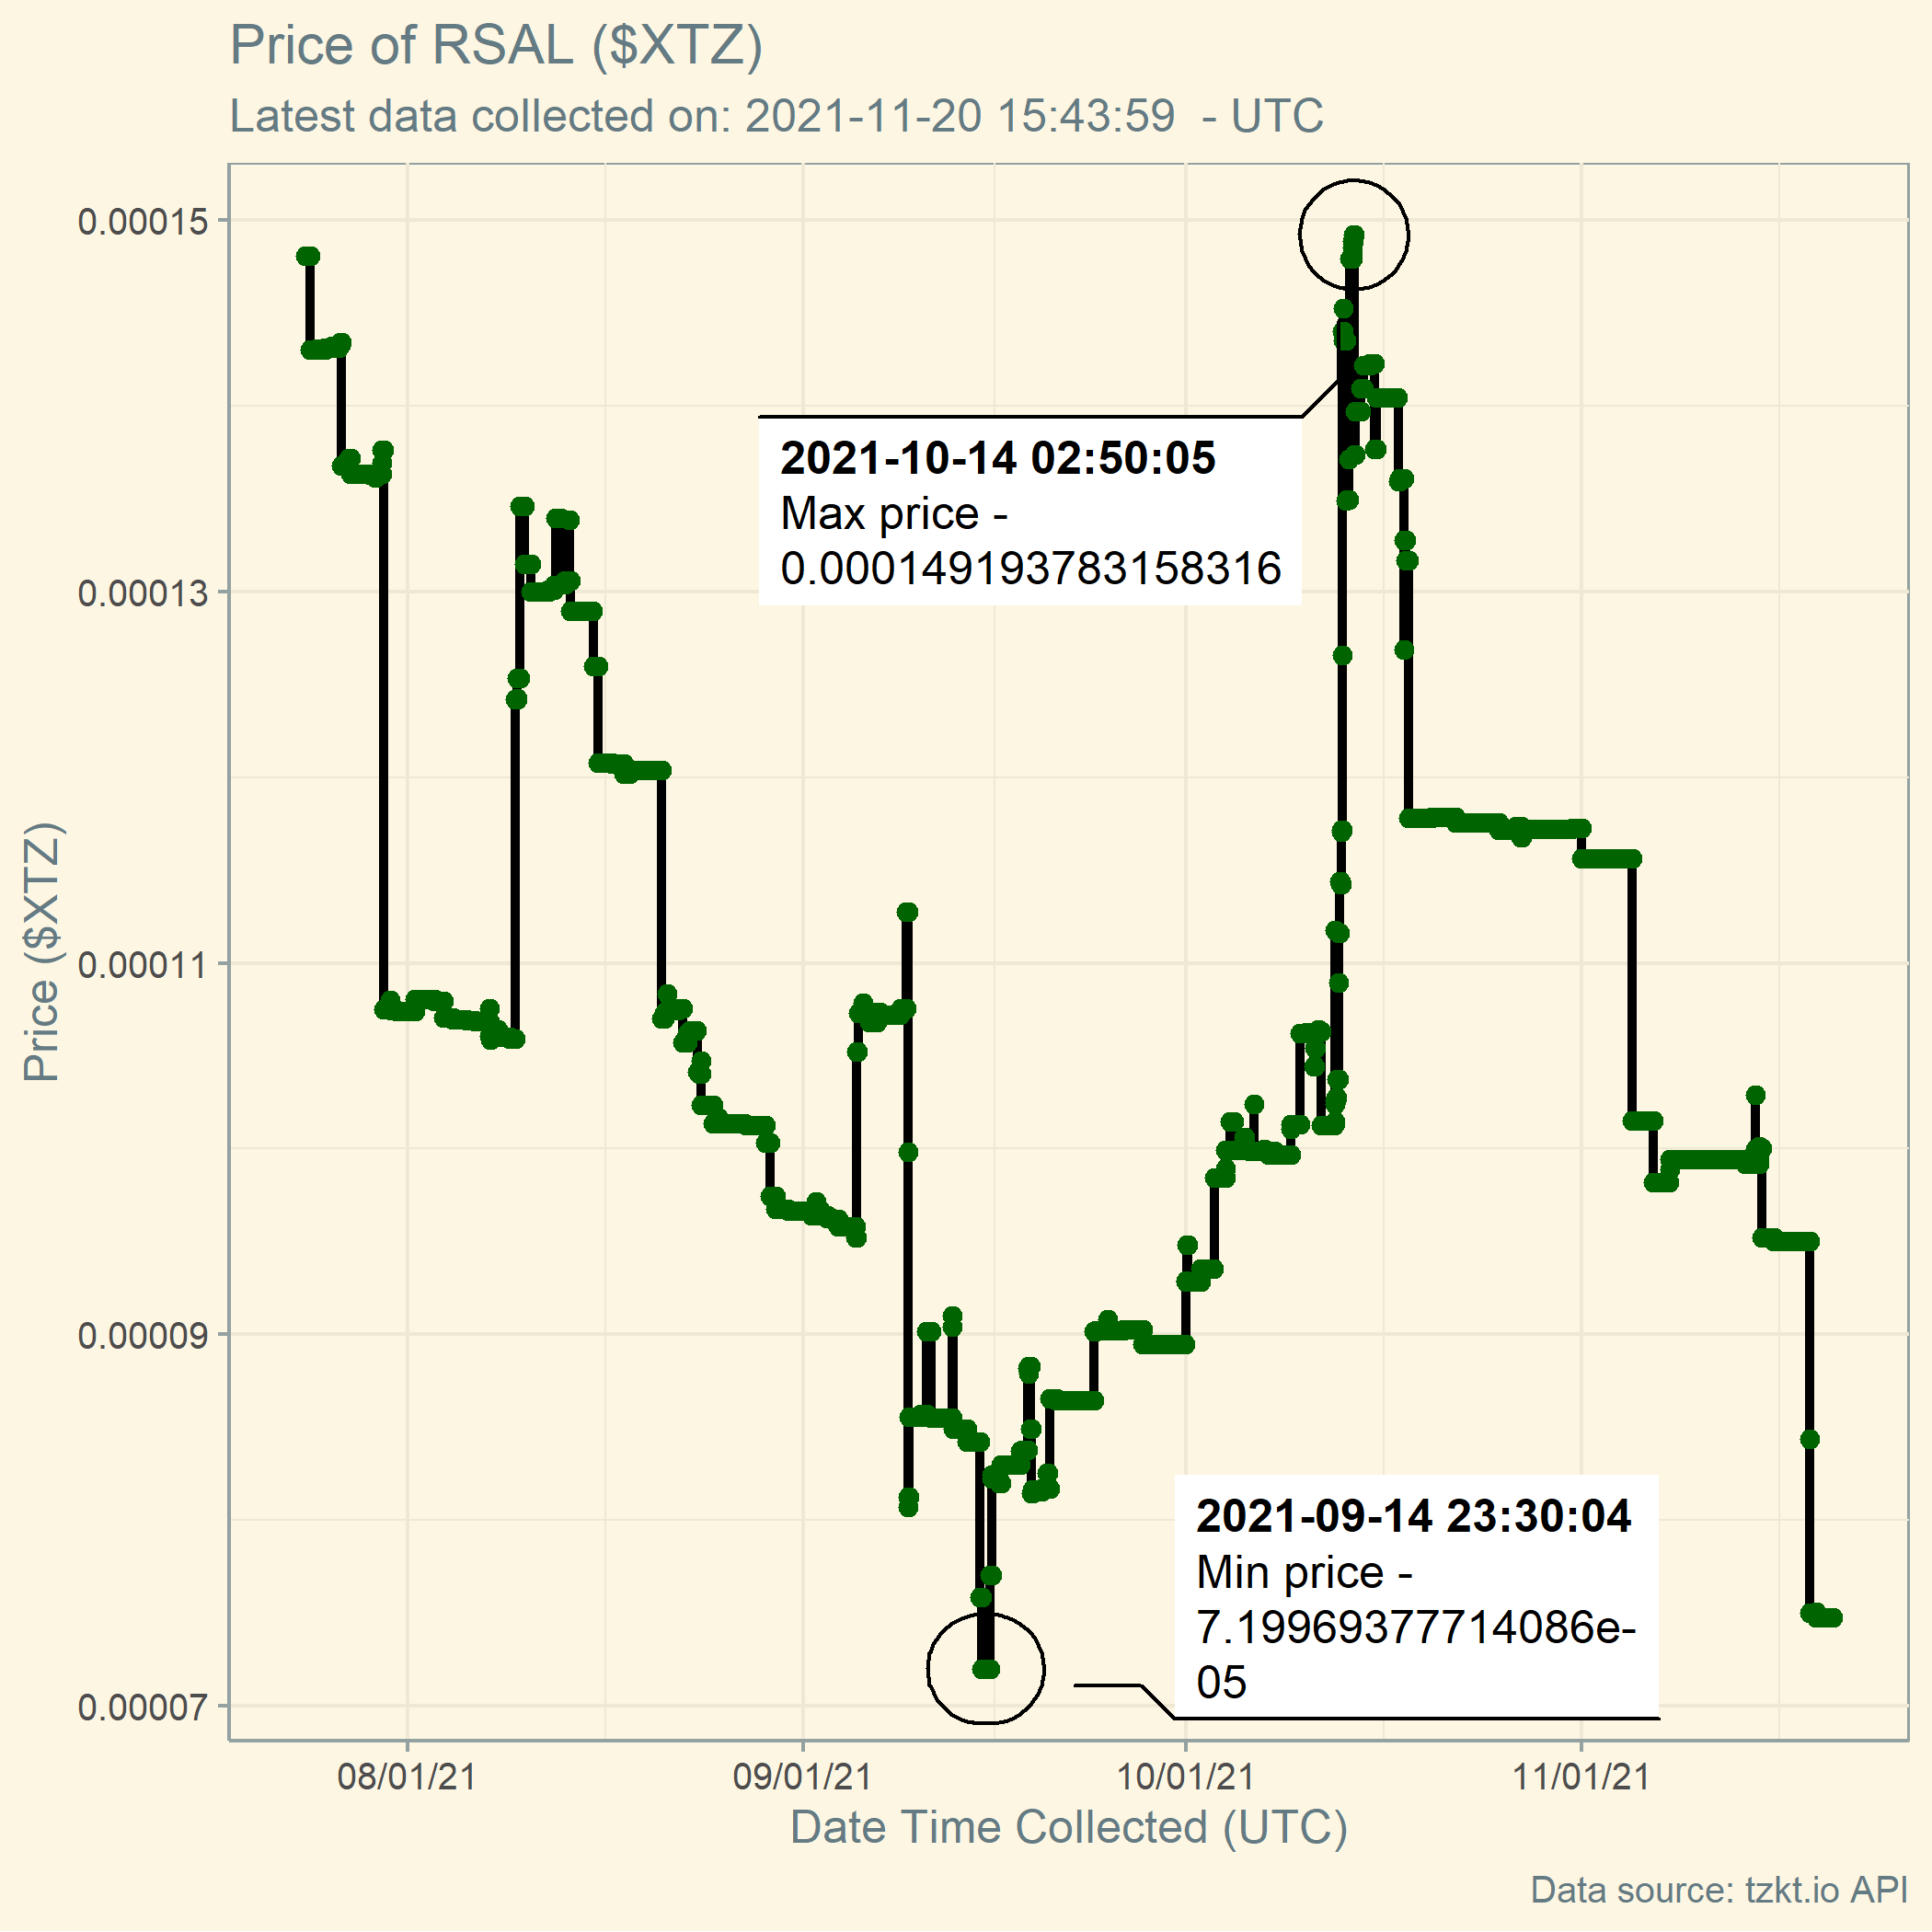 Price of RSAL ($XTZ)
Latest data collected on: 2021-11-20 15:43:59  - UTC
0.00015
0.00013
0.00011
0.00009
0.00007
Price ($XTZ)
2021-10-14 02:50:05
Max price -
0.000149193783158316
2021-09-14 23:30:04
Min price -
7.19969377714086e-
05
08/01/21
09/01/21
10/01/21
11/01/21
Date Time Collected (UTC)
Data source: tzkt.io API